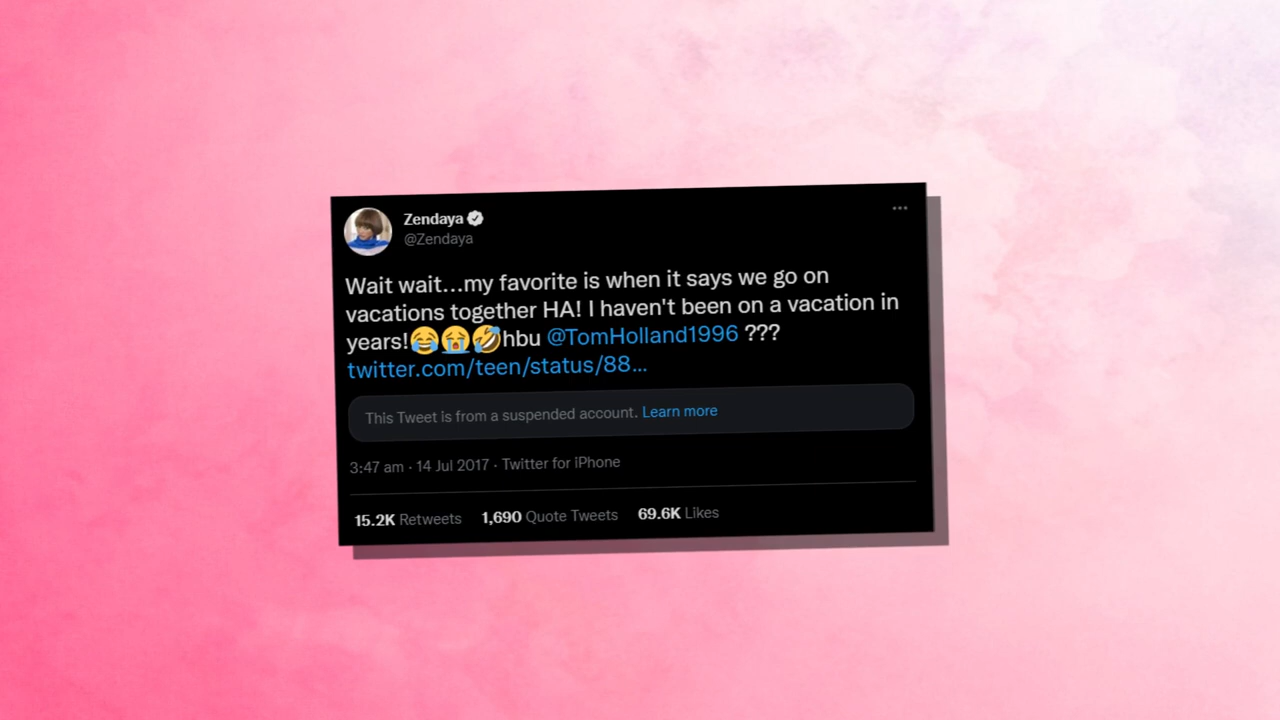 Zendaya
@Zendaya
Wait wait...my favorite is when it says we go on
vacations together HA! I haven't been on a vacation in
years!😂😭🤣hbu @TomHolland1996 ???
twitter.com/teen/status/88...
This Tweet is from a suspended account. Learn more
3:47 am · 14 Jul 2017 · Twitter for iPhone
15.2K Retweets 1,690 Quote Tweets 69.6K Likes